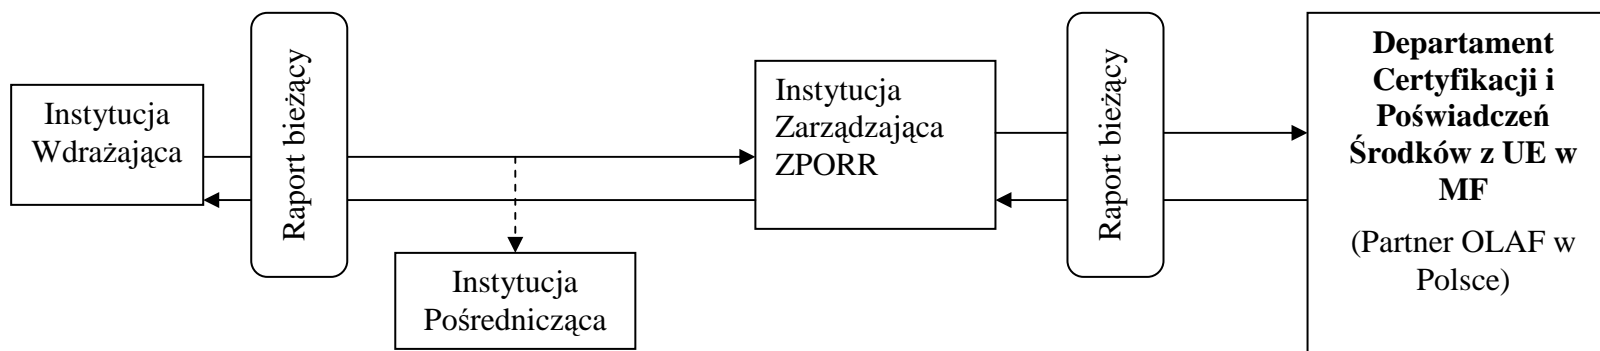 Instytucja
Wdrażająca
Raport bieżący
Instytucja
Pośrednicząca
Instytucja
Zarządzająca
ZPORR
Raport bieżący
Departament
Certyfikacji i
Poświadczeń
Środków z UE w
MF
(Partner OLAF w
Polsce)